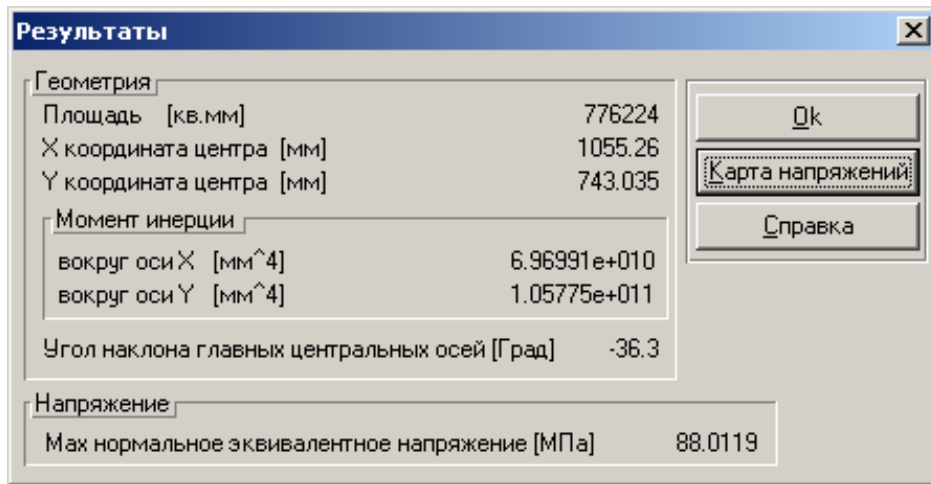 Результаты
Геометрия
Площадь [кв.мм] 776224
X координата центра [мм] 1055.26
Y координата центра [мм] 743.035
Момент инерции
вокруг оси X [мм^4] 6.96991e+010
вокруг оси Y [мм^4] 1.05775e+011
Угол наклона главных центральных осей [Град] -36.3
Напряжение
Мах нормальное эквивалентное напряжение [МПа] 88.0119
Ok
Карта напряжений
Справка